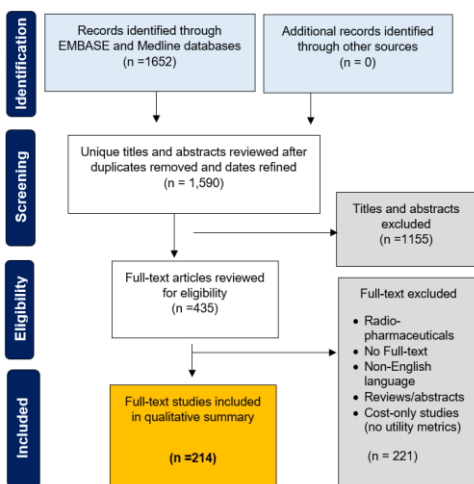 Identification
Records identified through
EMBASE and Medline databases
(n =1652)
Additional records identified
through other sources
(n = 0)
Screening
Unique titles and abstracts reviewed after
duplicates removed and dates refined
(n = 1,590)
Titles and abstracts
excluded
(n =1155)
Eligibility
Full-text articles reviewed
for eligibility
(n =435)
Full-text excluded
• Radio-
pharmaceuticals
• No Full-text
• Non-English
language
• Reviews/abstracts
• Cost-only studies
(no utility metrics)
(n = 221)
Included
Full-text studies included
in qualitative summary
(n =214)